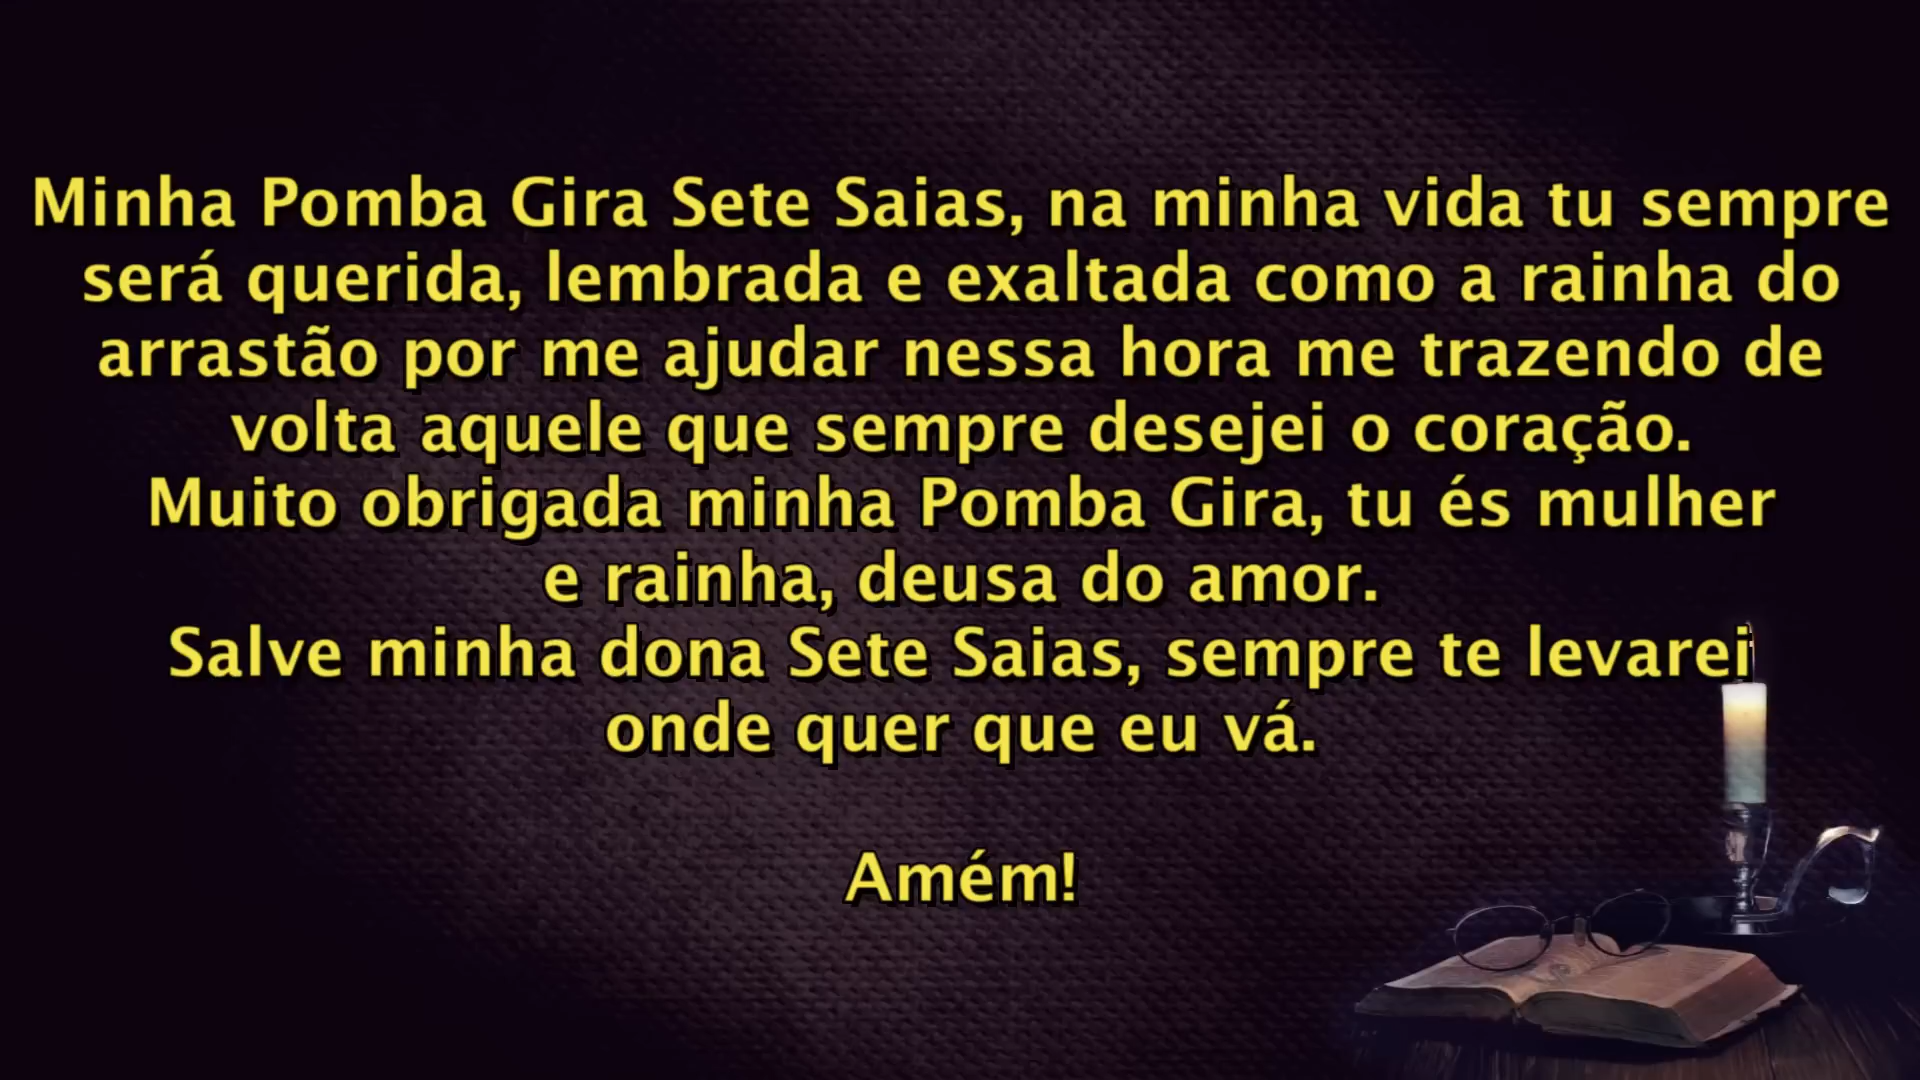 Minha Pomba Gira Sete Saias, na minha vida tu sempre
será querida, lembrada e exaltada como a rainha do
arrastão por me ajudar nessa hora me trazendo de
volta aquele que sempre desejei o coração.
Muito obrigada minha Pomba Gira, tu és mulher
e rainha, deusa do amor.
Salve minha dona Sete Saias, sempre te levarei
onde quer que eu vá.
Amém!